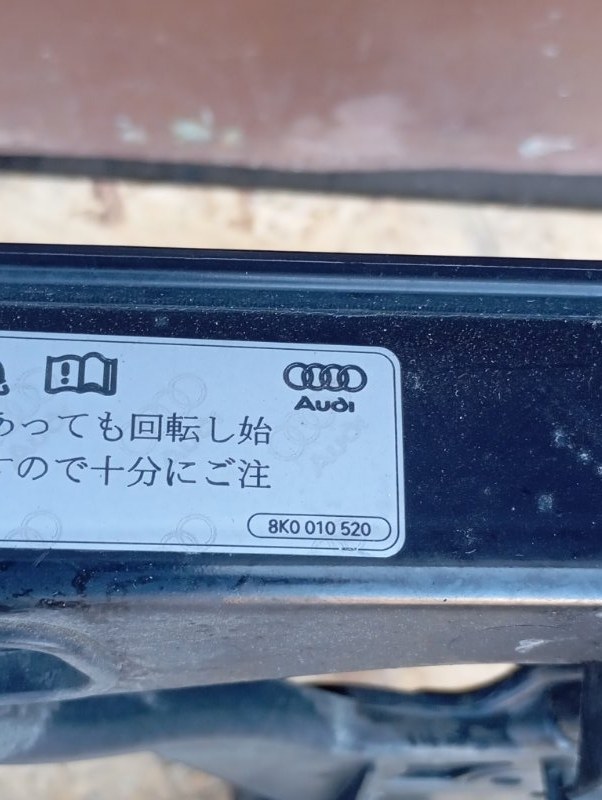 Audi
あっても回転し始
すので十分にご注
8K0 010 520